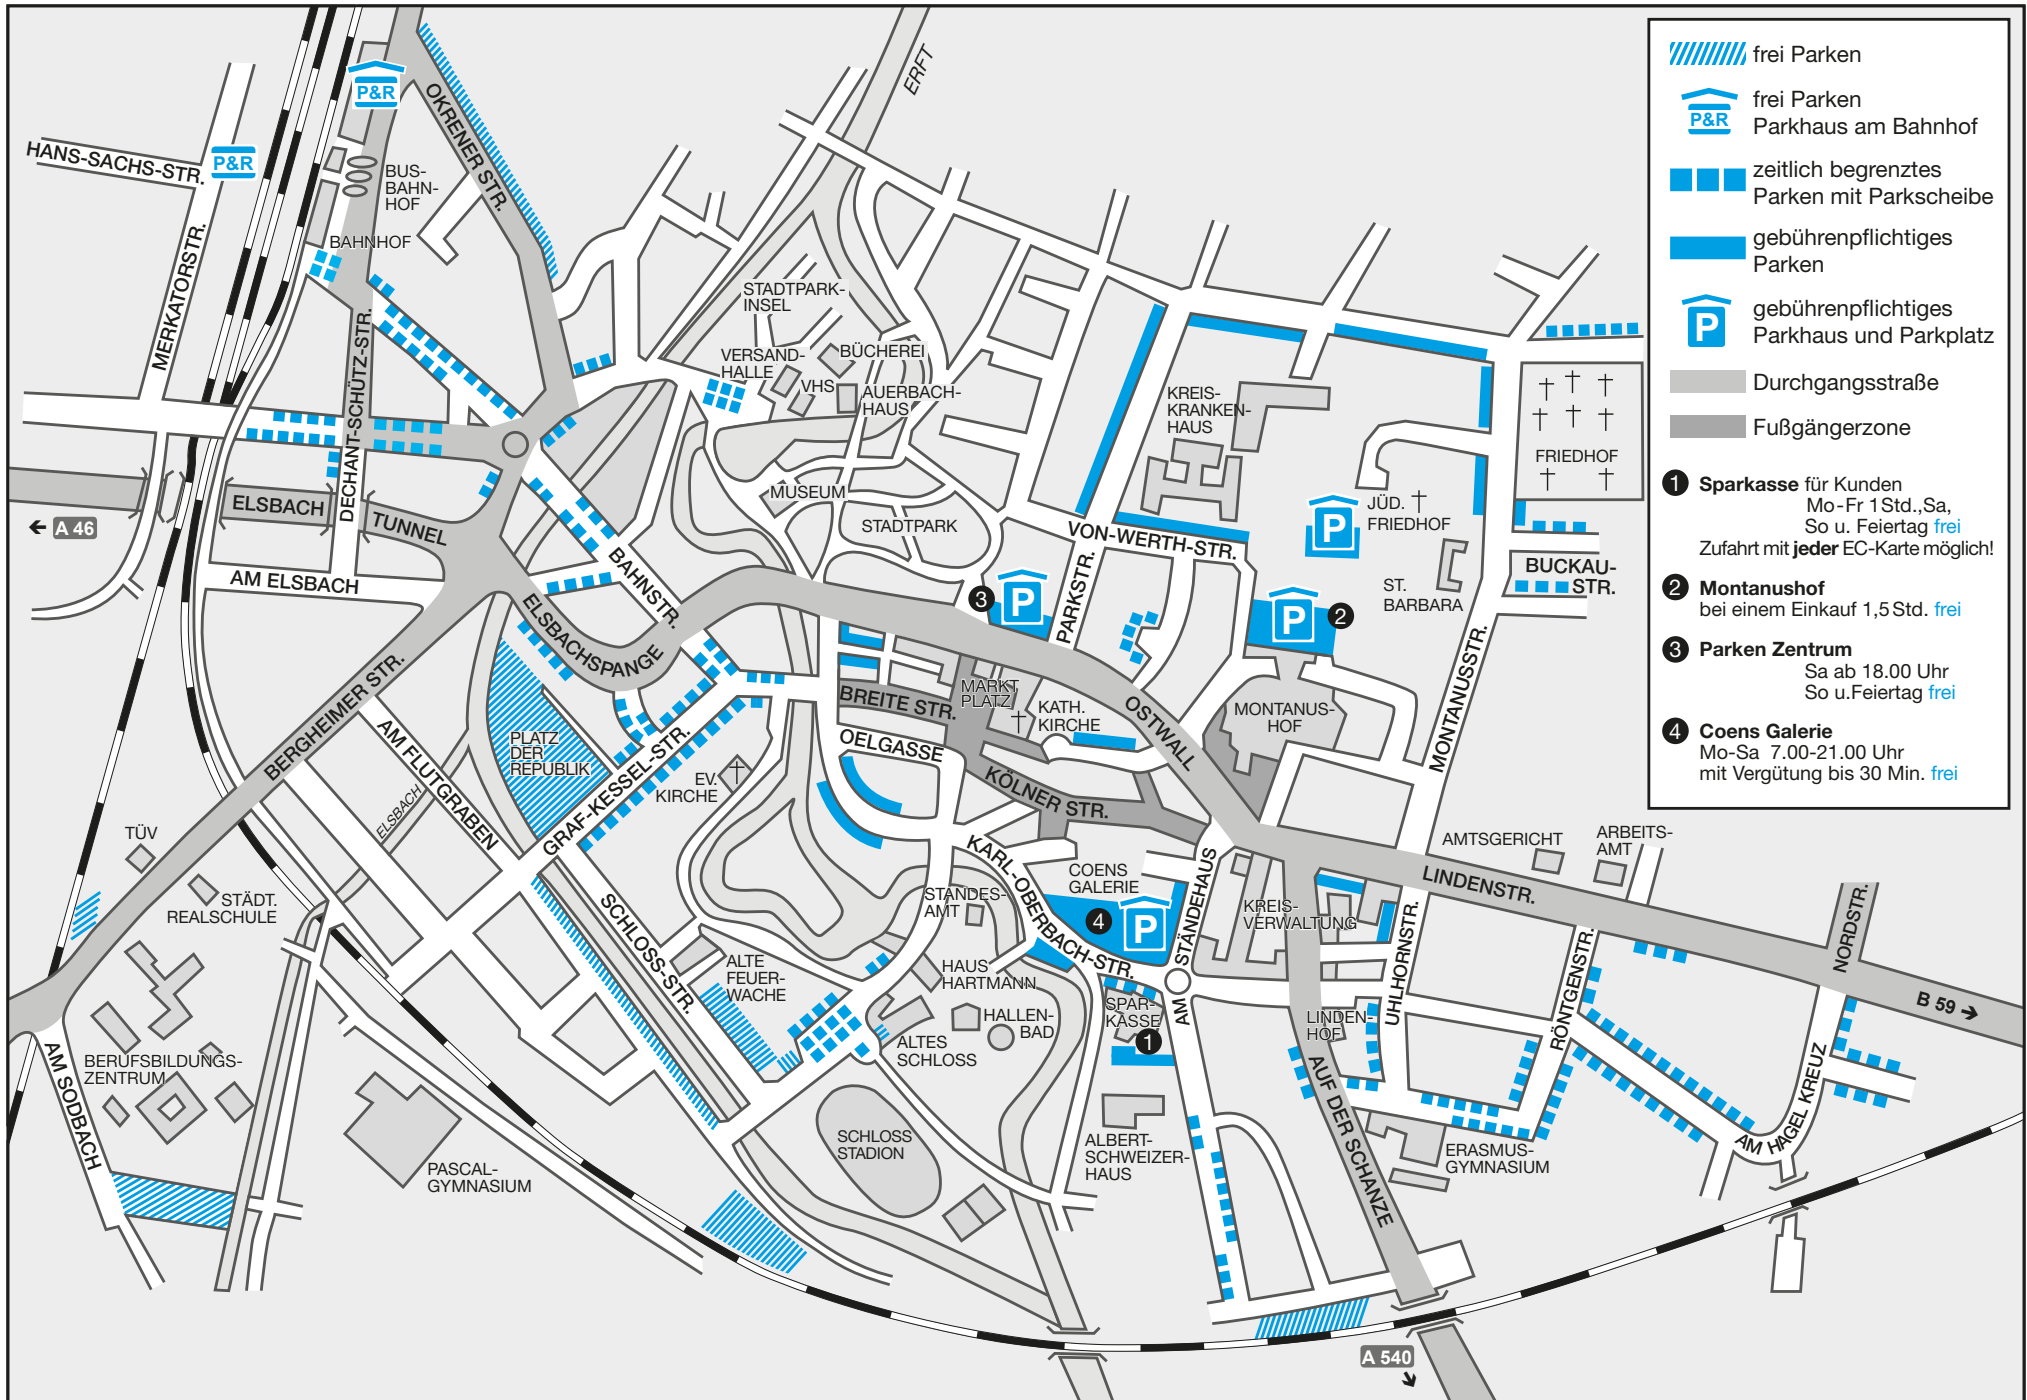 P&R
P&R
HANS-SACHS-STR.
MERKATORSTR.
BUS-
BAHN-
HOF
BAHNHOF
OKRENER STR.
ERFT
DECHANT-SCHÜTZ-STR.
STADTPARK-
INSEL
VERSAND-
HALLE
BÜCHEREI
VHS
AUERBACH-
HAUS
MUSEUM
STADTPARK
KREIS-
KRANKEN-
HAUS
FRIEDHOF
JÜD.
FRIEDHOF
P
ST.
BARBARA
BUCKAU-
STR.
VON-WERTH-STR.
PARKSTR.
MONTANUSSTR.
ELSBACH
TUNNEL
A 46
AM ELSBACH
BAHNSTR.
ELSBACHSPANGE
BERGHEIMER STR.
3
P
P
2
MARKT
PLATZ
BREITE STR.
KATH.
KIRCHE
OSTWALL
MONTANUS-
HOF
OELGASSE
KÖLNER STR.
PLATZ
DER
REPUBLIK
AM FLUTGRABEN
ELSBACH
GRAF-KESSEL-STR.
EV.
KIRCHE
TÜV
STÄDT.
REALSCHULE
KARL-OBERBACH-STR.
COENS
GALERIE
4
P
AM STÄNDEHAUS
KREIS-
VERWALTUNG
LINDENSTR.
AMTSGERICHT
ARBEITS-
AMT
NORDSTR.
B 59
UHLHORNSTR.
RÖNTGENSTR.
STANDES-
AMT
SCHLOSS-STR.
ALTE
FEUER-
WACHE
HAUS
HARTMANN
HALLEN-
BAD
ALTES
SCHLOSS
SPAR-
KASSE
1
LINDEN-
HOF
AUF DER SCHANZE
AM HAGEL KREUZ
BERUFSBILDUNGS-
ZENTRUM
AM SODBACH
PASCAL-
GYMNASIUM
SCHLOSS
STADION
ALBERT-
SCHWEIZER-
HAUS
ERASMUS-
GYMNASIUM
A 540
frei Parken
P&R
frei Parken
Parkhaus am Bahnhof
zeitlich begrenztes
Parken mit Parkscheibe
gebührenpflichtiges
Parken
P
gebührenpflichtiges
Parkhaus und Parkplatz
Durchgangsstraße
Fußgängerzone
1 Sparkasse für Kunden
Mo-Fr 1 Std., Sa,
So u. Feiertag frei
Zufahrt mit jeder EC-Karte möglich!
2 Montanushof
bei einem Einkauf 1,5 Std. frei
3 Parken Zentrum
Sa ab 18.00 Uhr
So u.Feiertag frei
4 Coens Galerie
Mo-Sa 7.00-21.00 Uhr
mit Vergütung bis 30 Min. frei